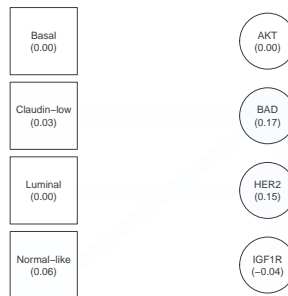 Basal
(0.00)
AKT
(0.00)
Claudin−low
(0.03)
BAD
(0.17)
Luminal
(0.00)
HER2
(0.15)
Normal−like
(0.06)
IGF1R
(−0.04)